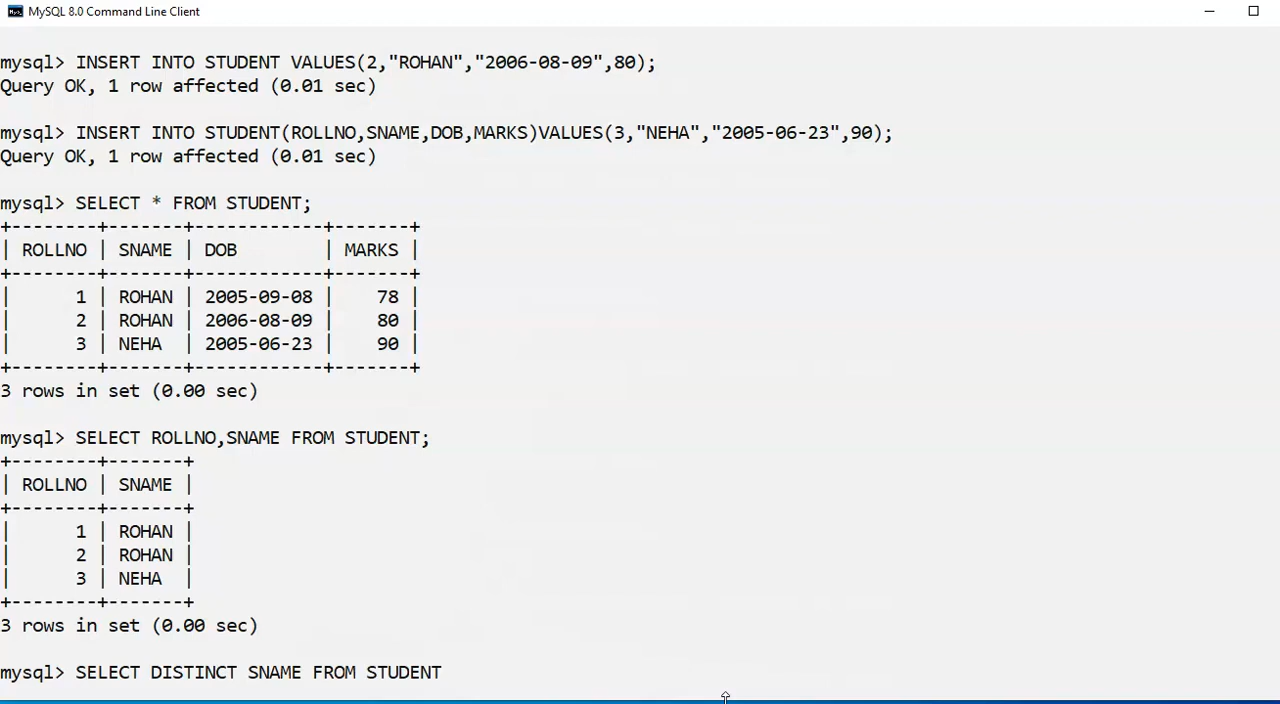 MySQL 8.0 Command Line Client
mysql> INSERT INTO STUDENT VALUES(2,"ROHAN","2006-08-09",80);
Query OK, 1 row affected (0.01 sec)
mysql> INSERT INTO STUDENT(ROLLNO,SNAME,DOB,MARKS)VALUES(3,"NEHA","2005-06-23",90);
Query OK, 1 row affected (0.01 sec)
mysql> SELECT * FROM STUDENT;
+--------+-------+------------+-------+
| ROLLNO | SNAME | DOB        | MARKS |
+--------+-------+------------+-------+
|      1 | ROHAN | 2005-09-08 |    78 |
|      2 | ROHAN | 2006-08-09 |    80 |
|      3 | NEHA  | 2005-06-23 |    90 |
+--------+-------+------------+-------+
3 rows in set (0.00 sec)
mysql> SELECT ROLLNO,SNAME FROM STUDENT;
+--------+-------+
| ROLLNO | SNAME |
+--------+-------+
|      1 | ROHAN |
|      2 | ROHAN |
|      3 | NEHA  |
+--------+-------+
3 rows in set (0.00 sec)
mysql> SELECT DISTINCT SNAME FROM STUDENT